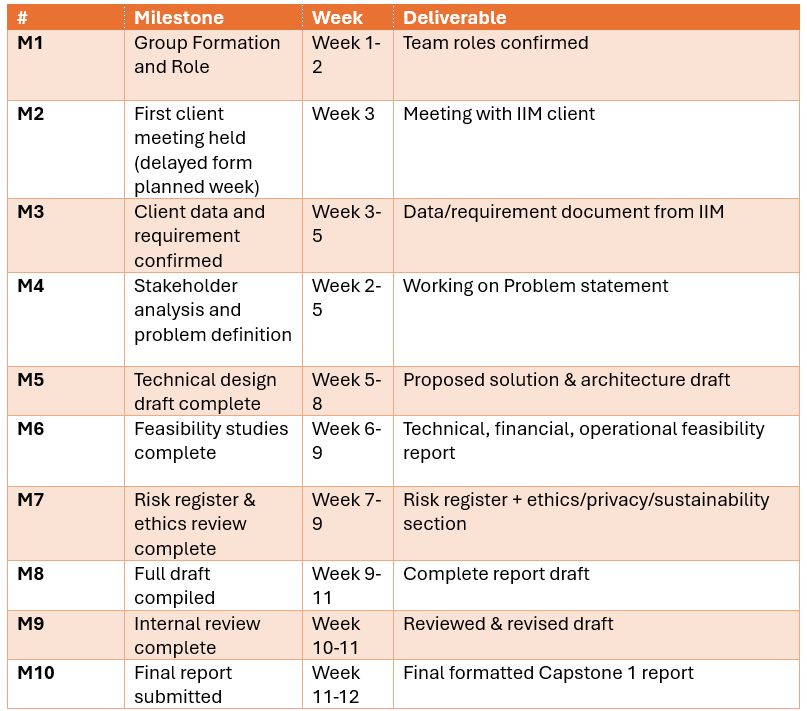 # Milestone Week Deliverable
M1 Group Formation Week 1- Team roles confirmed
and Role 2
M2 First client Week 3 Meeting with IIM client
meeting held
(delayed form
planned week)
M3 Client data and Week 3- Data/requirement document from IIM
requirement 5
confirmed
M4 Stakeholder Week 2- Working on Problem statement
analysis and 5
problem definition
M5 Technical design Week 5- Proposed solution & architecture draft
draft complete 8
M6 Feasibility studies Week 6- Technical, financial, operational feasibility
complete 9 report
M7 Risk register & Week 7- Risk register + ethics/privacy/sustainability
ethics review 9 section
complete
M8 Full draft Week 9- Complete report draft
compiled 11
M9 Internal review Week Reviewed & revised draft
complete 10-11
M10 Final report Week Final formatted Capstone 1 report
submitted 11-12